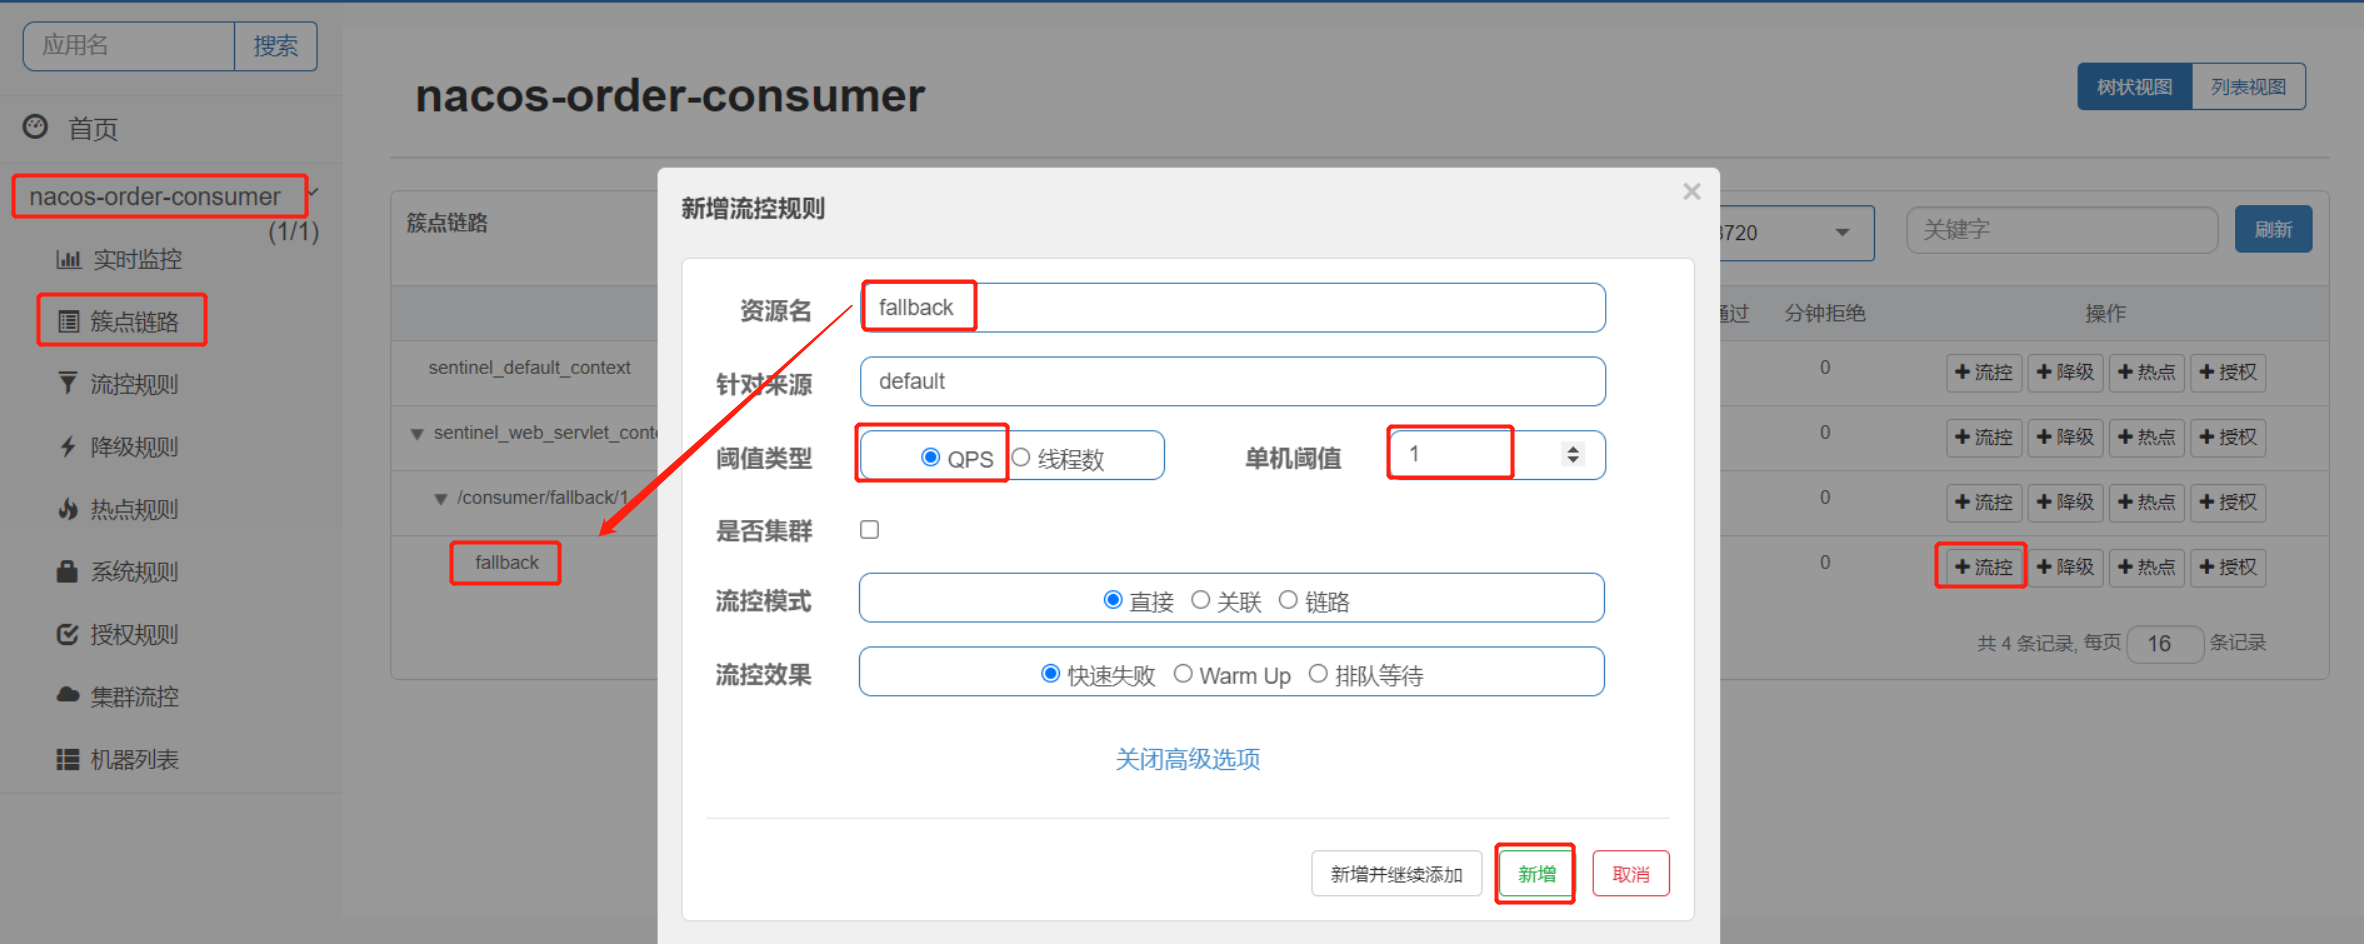 应用名 搜索
首页
nacos-order-consumer
(1/1)
实时监控
簇点链路
流控规则
降级规则
热点规则
系统规则
授权规则
集群流控
机器列表
nacos-order-consumer
树状视图 列表视图
簇点链路
3720 关键字 刷新
通过 分钟拒绝 操作
sentinel_default_context
0 流控 降级 热点 授权
sentinel_web_servlet_conte
0 流控 降级 热点 授权
/consumer/fallback/1
0 流控 降级 热点 授权
fallback
0 流控 降级 热点 授权
共 4 条记录, 每页 16 条记录
新增流控规则 ×
资源名 fallback
针对来源 default
阈值类型 QPS 线程数 单机阈值 1
是否集群
流控模式 直接 关联 链路
流控效果 快速失败 Warm Up 排队等待
关闭高级选项
新增并继续添加 新增 取消